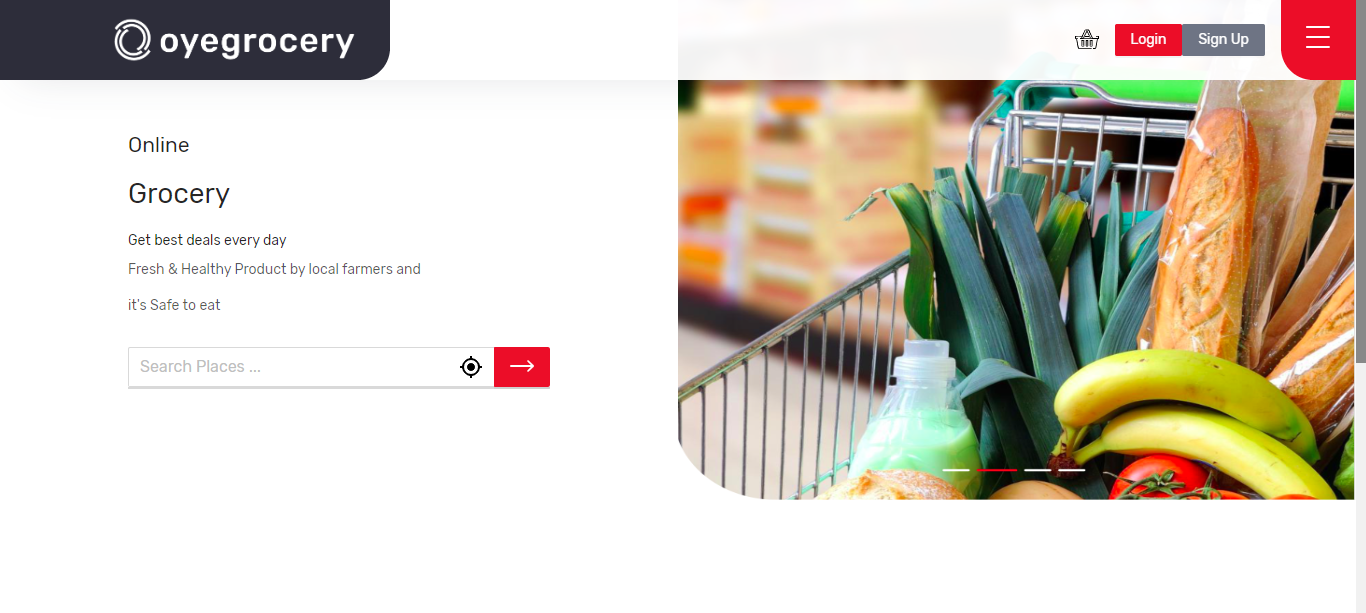 oyegrocery
Login
Sign Up
Online
Grocery
Get best deals every day
Fresh & Healthy Product by local farmers and
it's Safe to eat
Search Places ...